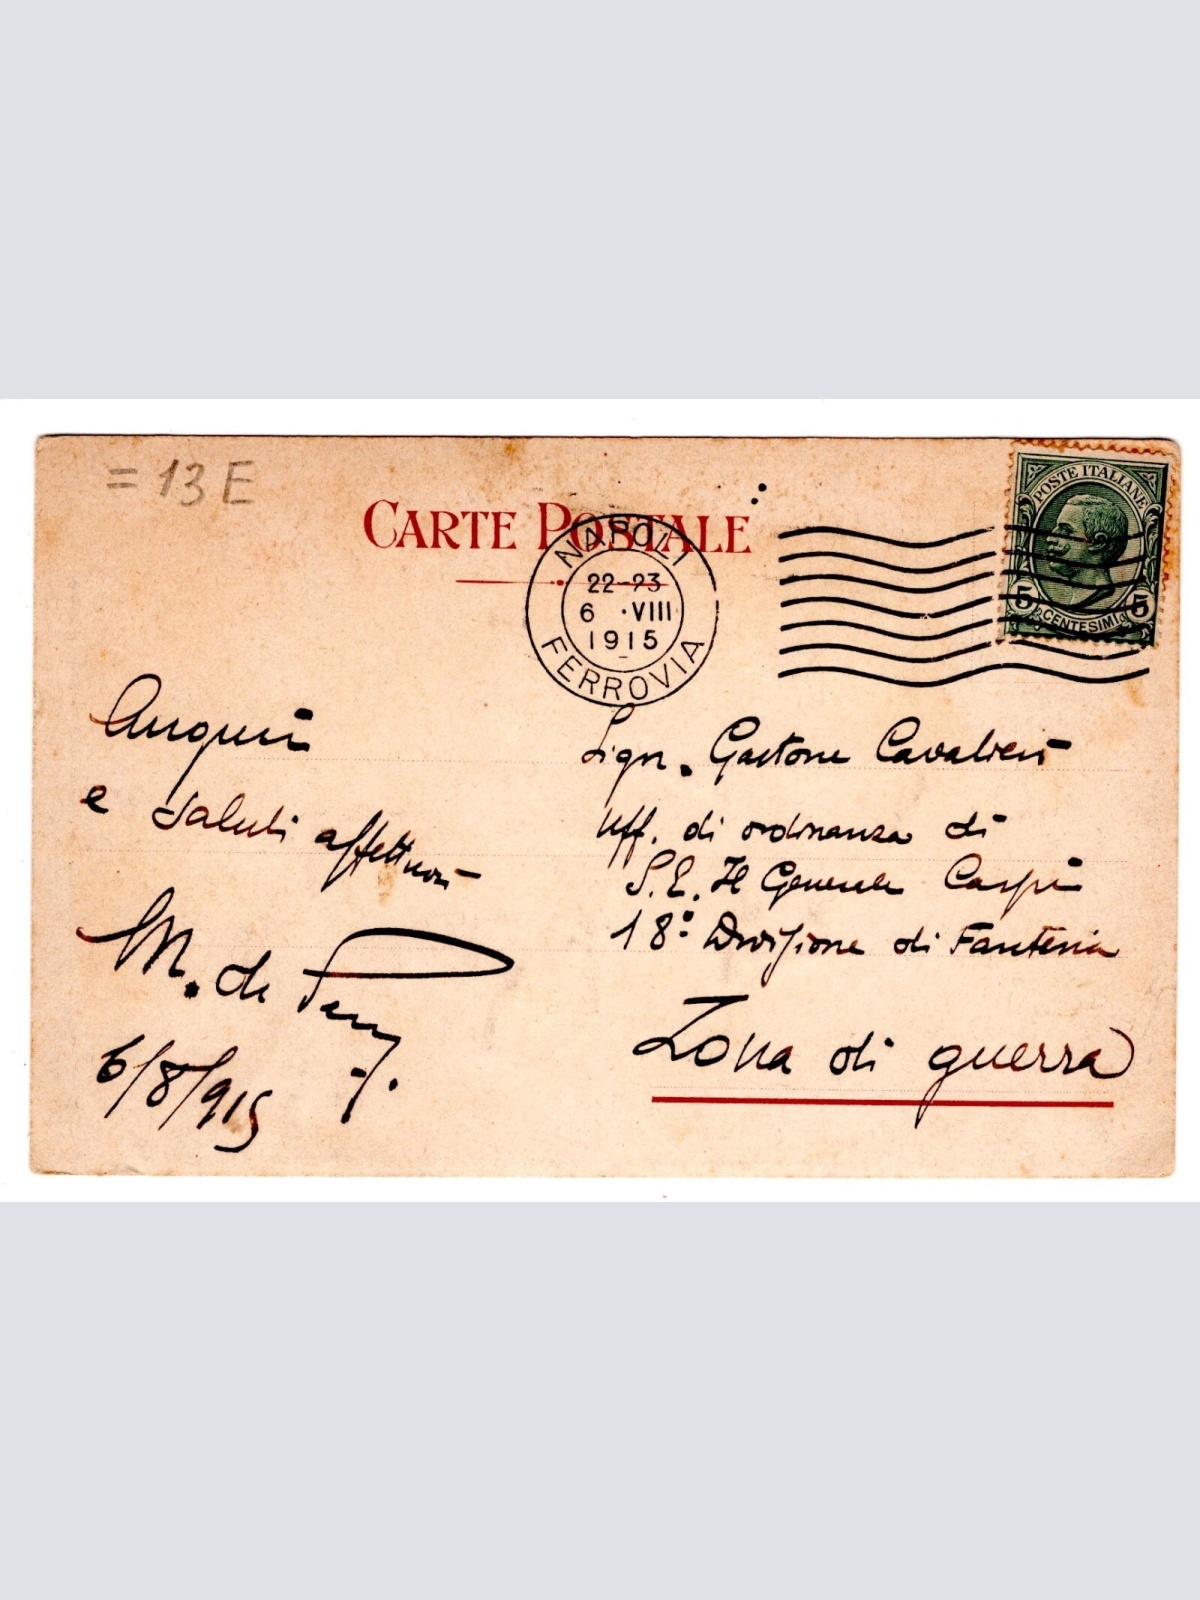 = 13 E
CARTE POSTALE
NAPOLI
22-23
6 ·VIII
1915
FERROVIA
POSTE ITALIANE
5 CENTESIMI 5
Auguri
e saluti affettuosi
M. de
6/8/915
Sign. Gastone Cavalieri
Uff. di ordinanza di
S. E. Il Generale Carpi
18ª Divisione di Fanteria
Zona di guerra